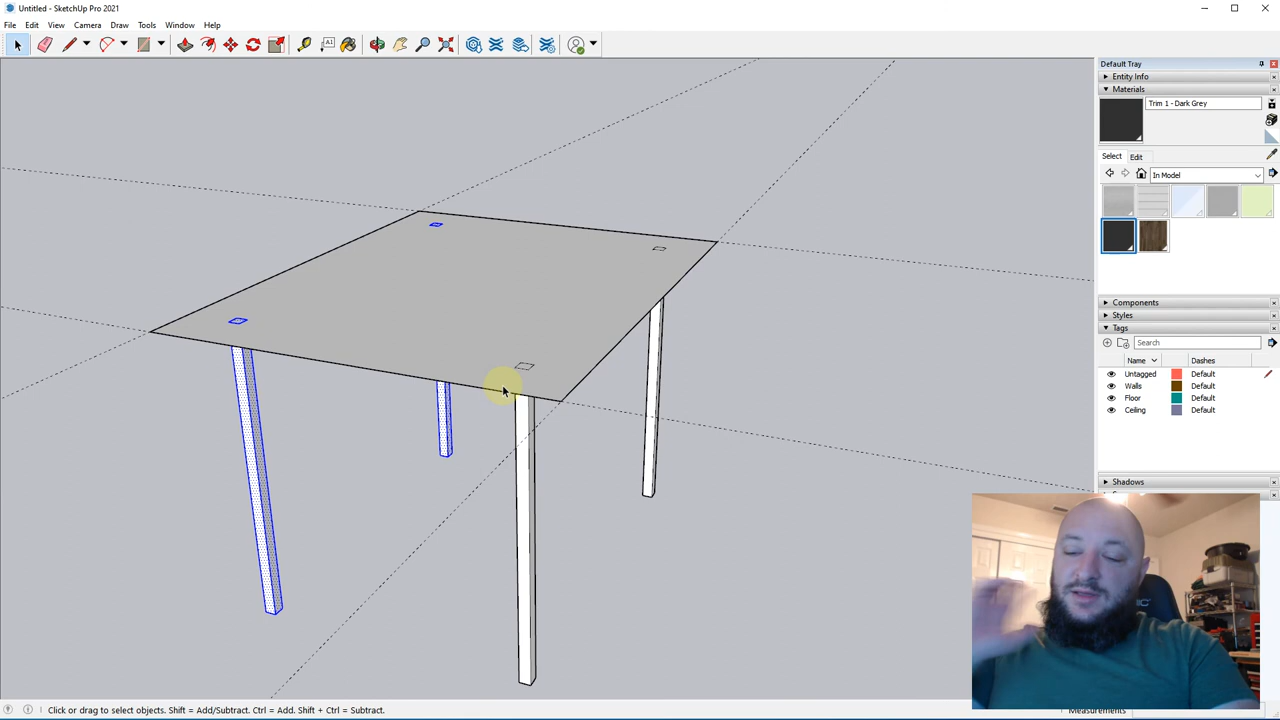 Untitled - SketchUp Pro 2021
File Edit View Camera Draw Tools Window Help
Default Tray
Entity Info
Materials
Trim 1 - Dark Grey
Select Edit
In Model
Components
Styles
Tags
Search
Name Dashes
Untagged Default
Walls Default
Floor Default
Ceiling Default
Shadows
Click or drag to select objects. Shift = Add/Subtract. Ctrl = Add. Shift + Ctrl = Subtract.
Measurements